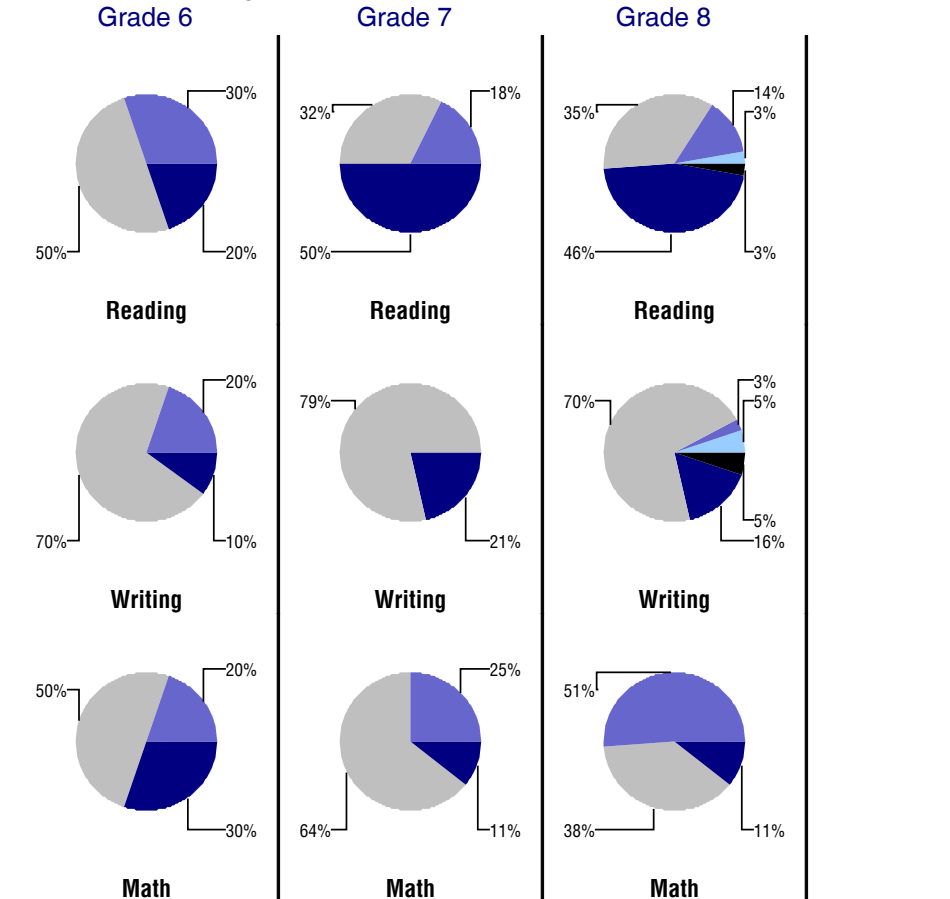 Grade 6 Grade 7 Grade 8
30% 18% 14%
32% 35% 3%
50% 20% 50% 46% 3%
Reading Reading Reading
20% 3%
79% 70% 5%
5%
70% 10% 21% 16%
Writing Writing Writing
20% 25%
50% 51%
30% 64% 11% 38% 11%
Math Math Math